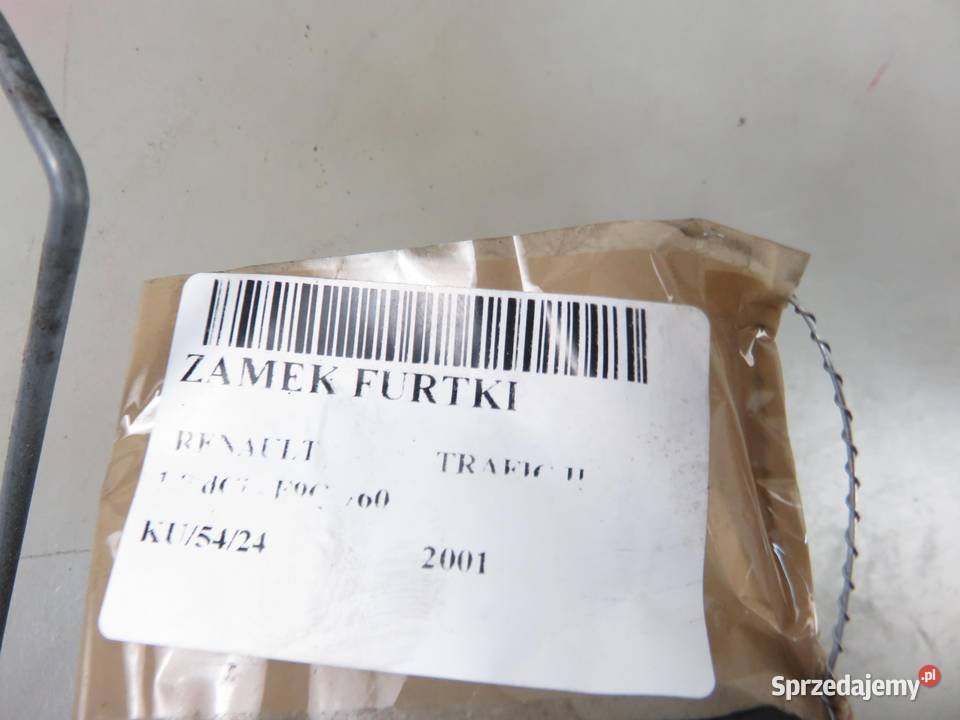 ZAMEK FURTKI
RENAULT TRAFIC II
KU/54/24 2001
Sprzedajemy.pl